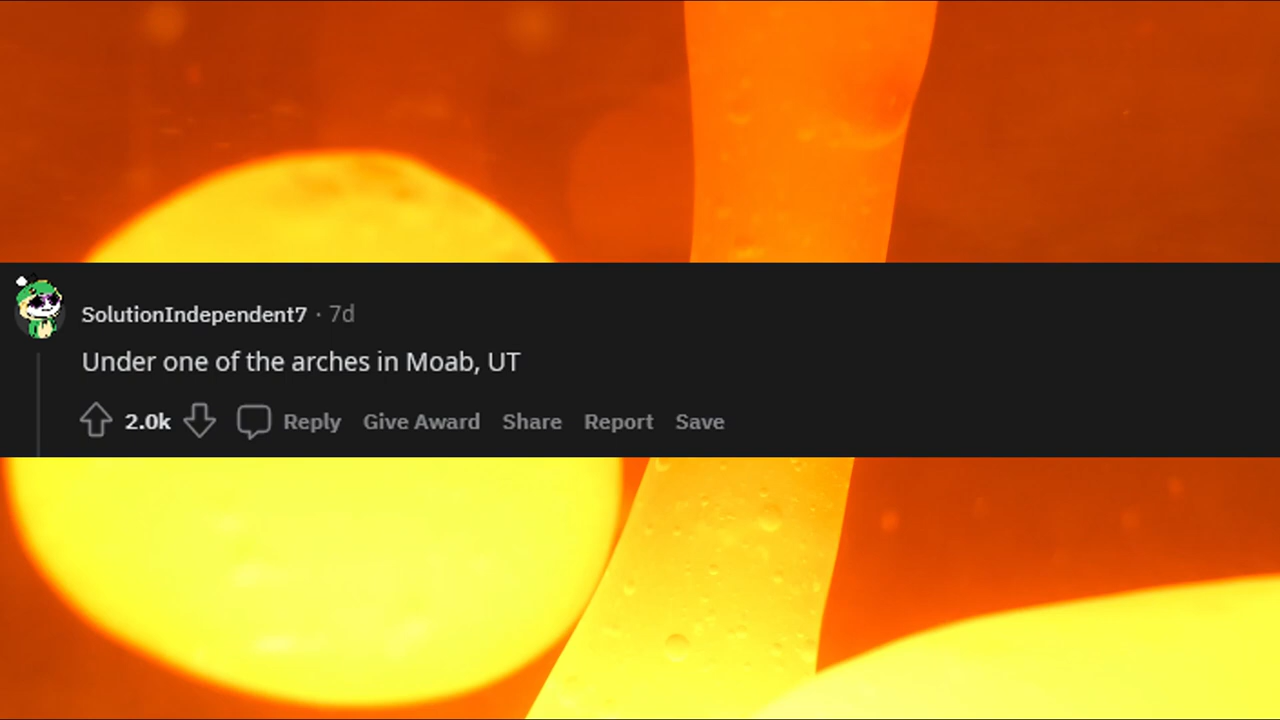 SolutionIndependent7 · 7d
Under one of the arches in Moab, UT
2.0k Reply Give Award Share Report Save